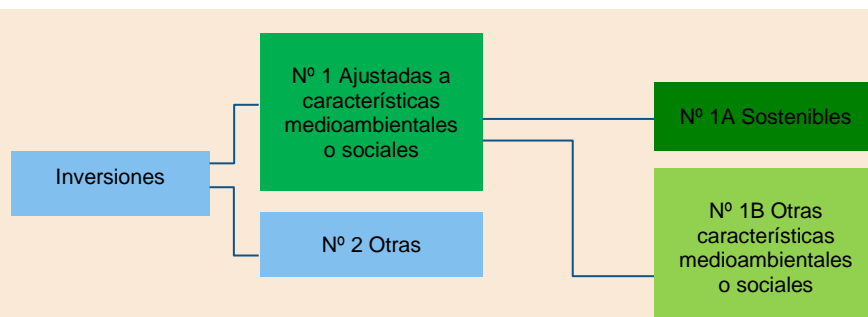 Inversiones
Nº 1 Ajustadas a
características
medioambientales
o sociales
Nº 2 Otras
Nº 1A Sostenibles
Nº 1B Otras
características
medioambientales
o sociales